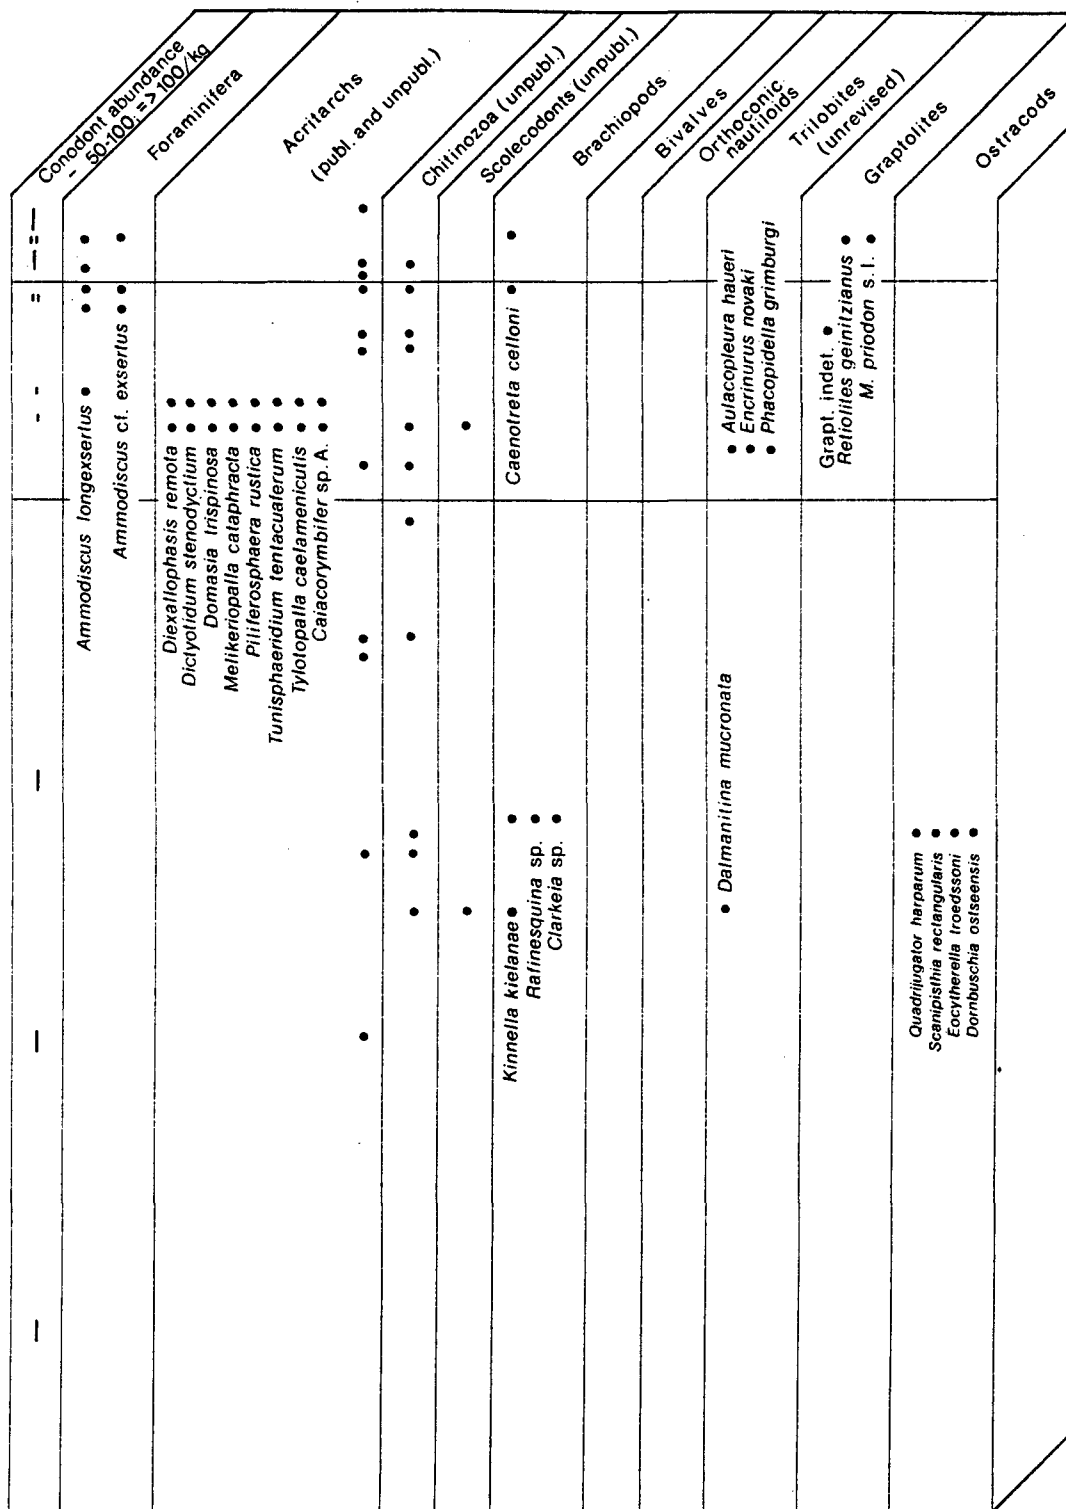 Conodont abundance
- 50-100; = > 100/kg
Foraminifera
Acritarchs
(publ. and unpubl.)
Chitinozoa (unpubl.)
Scolecodonts (unpubl.)
Brachiopods
Bivalves
Orthoconic
nautiloids
Trilobites
(unrevised)
Graptolites
Ostracods
Ammodiscus longexsertus
Ammodiscus cf. exsertus
Diexallophasis remota
Dictyotidum stenodyctium
Domasia trispinosa
Melikeriopalla cataphracta
Piliferosphaera rustica
Tunisphaeridium tentaculaferum
Tylotopalla caelamenicutis
Caiacorymbifer sp. A.
Caenotreta celloni
Kinnella kielanae
Rafinesquina sp.
Clarkeia sp.
Aulacopleura haueri
Encrinurus novaki
Phacopidella grimburgi
Dalmanitina mucronata
Grapt. indet.
Retiolites geinitzianus
M. priodon s.l.
Quadrijugator harparum
Scanipisthia rectangularis
Eocytherella troedssoni
Dornbuschia ostseensis